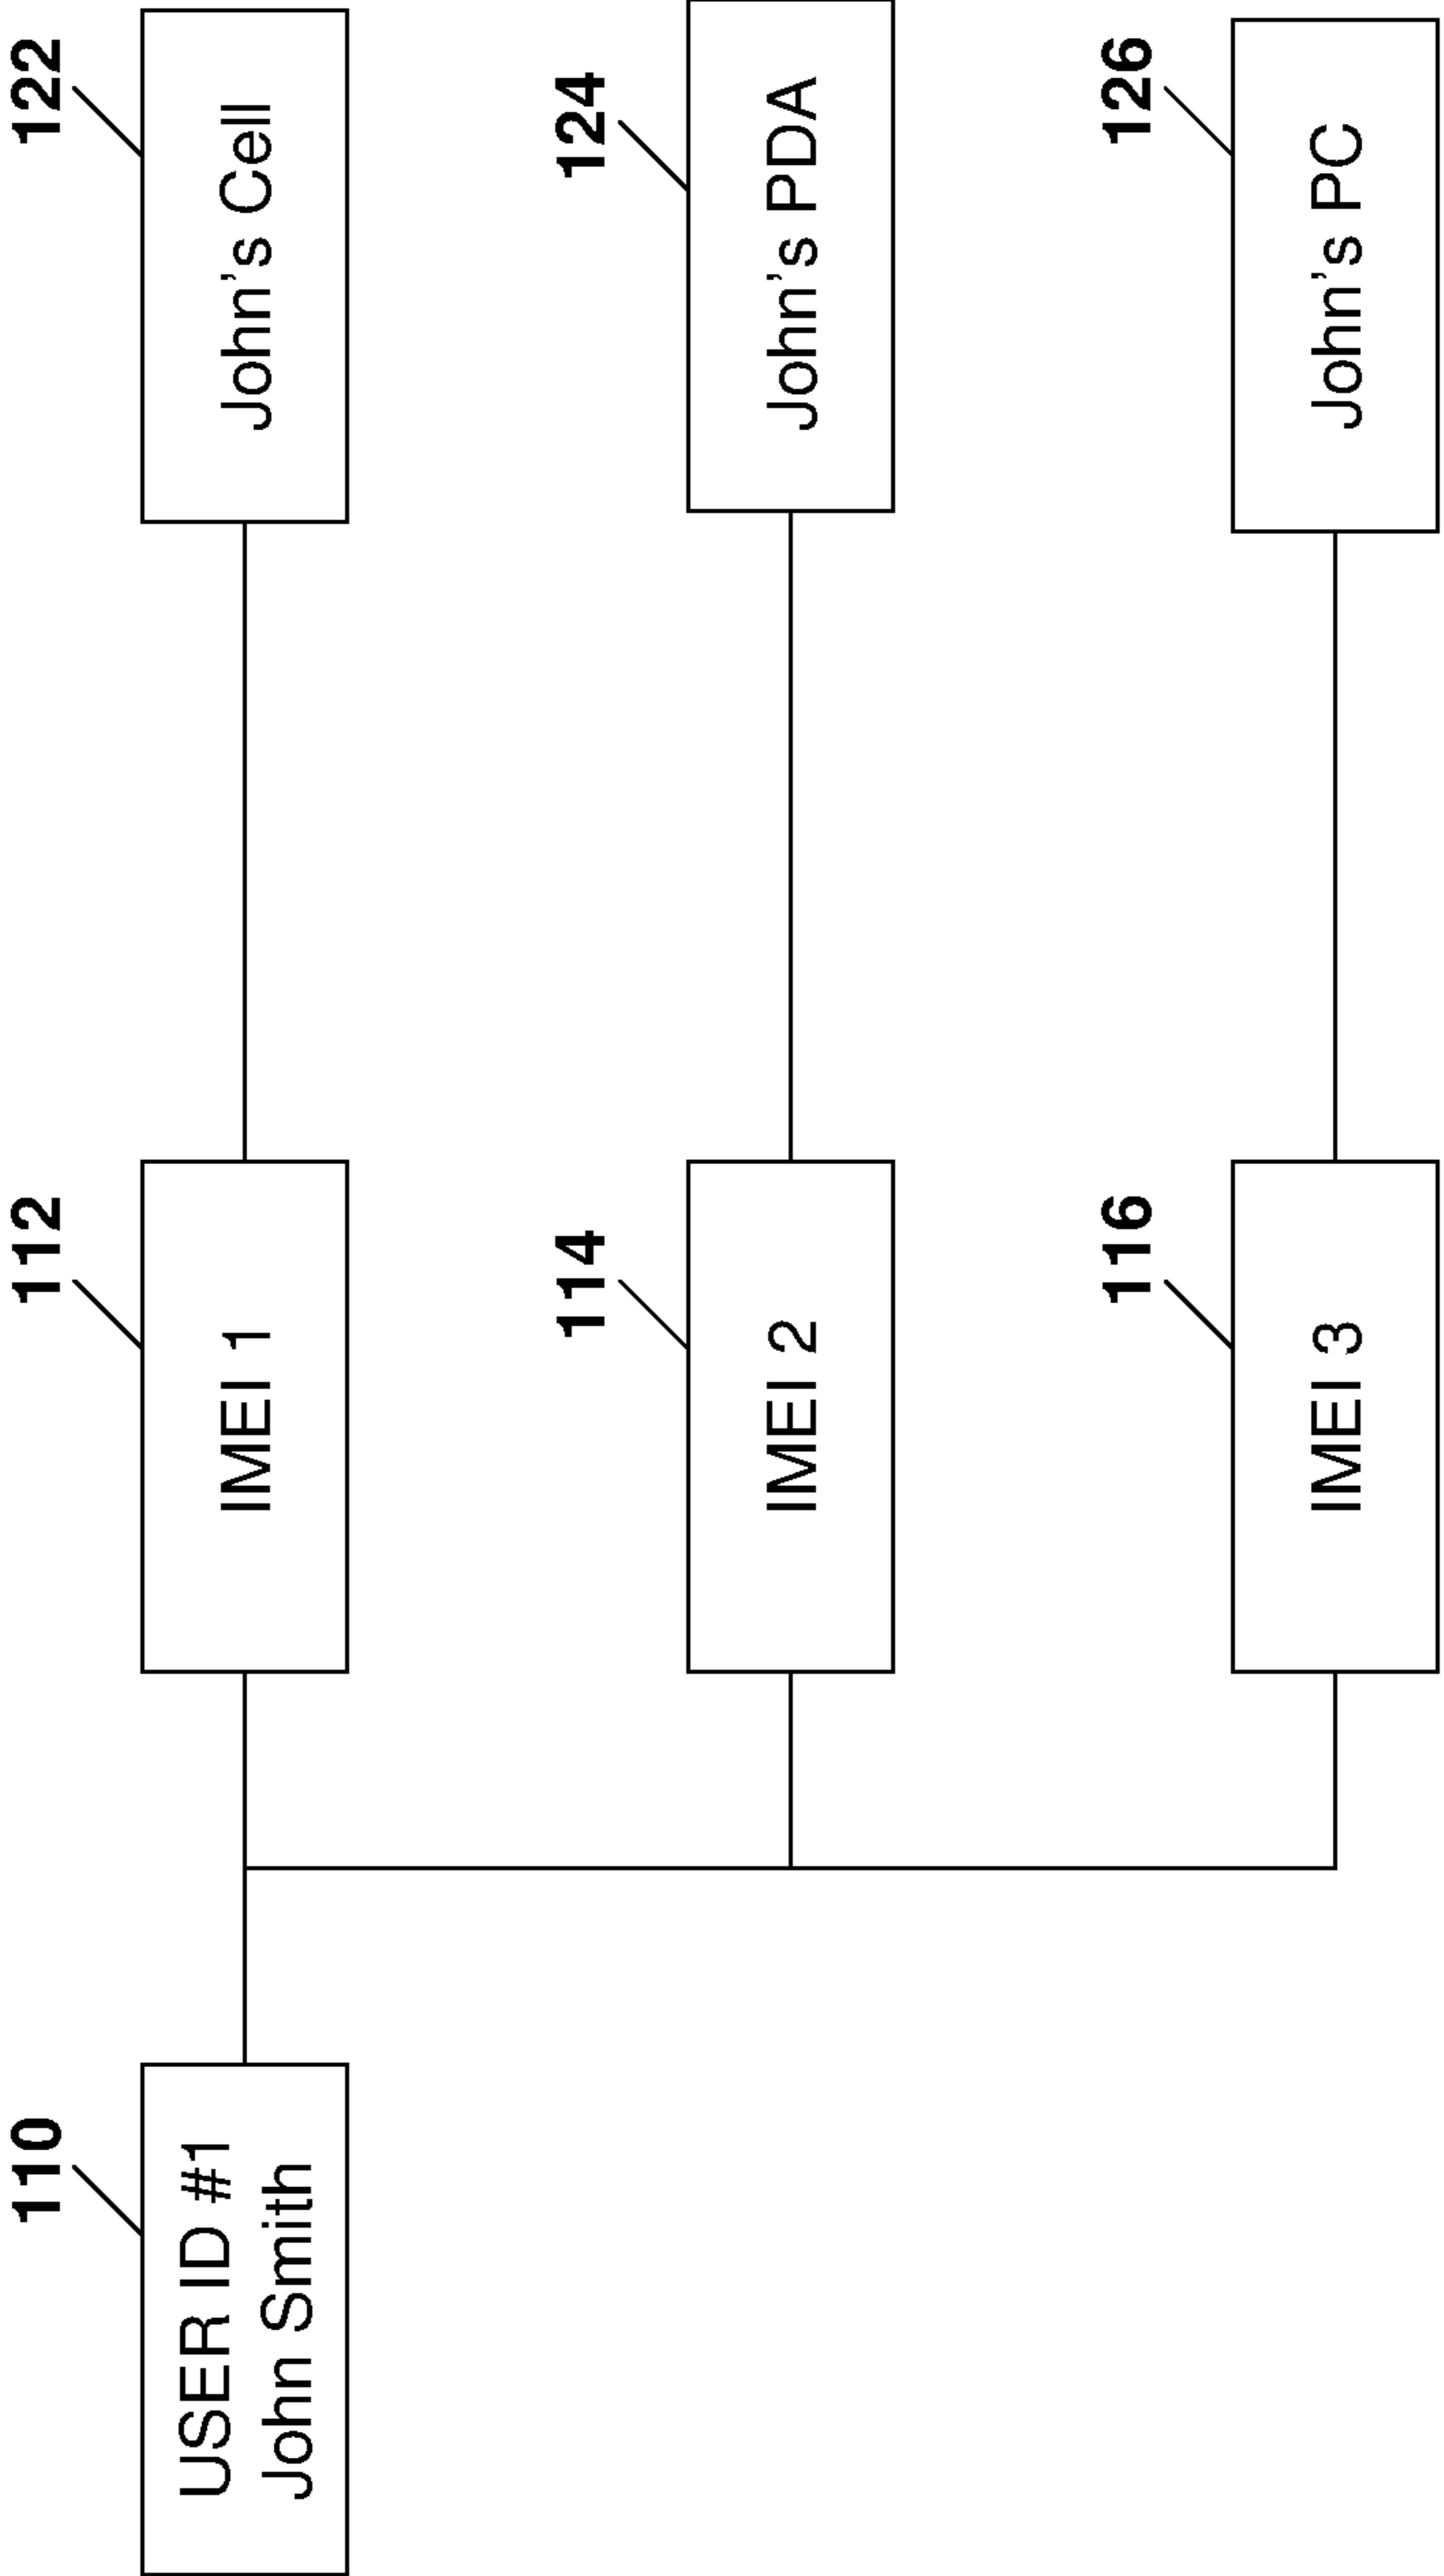 110
USER ID #1
John Smith
112
IMEI 1
122
John's Cell
114
IMEI 2
124
John's PDA
116
IMEI 3
126
John's PC